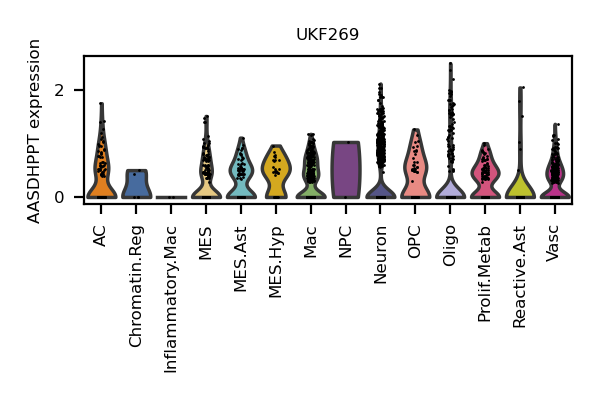 UKF269
AASDHPPT expression
2
0
AC
Chromatin.Reg
Inflammatory.Mac
MES
MES.Ast
MES.Hyp
Mac
NPC
Neuron
OPC
Oligo
Prolif.Metab
Reactive.Ast
Vasc